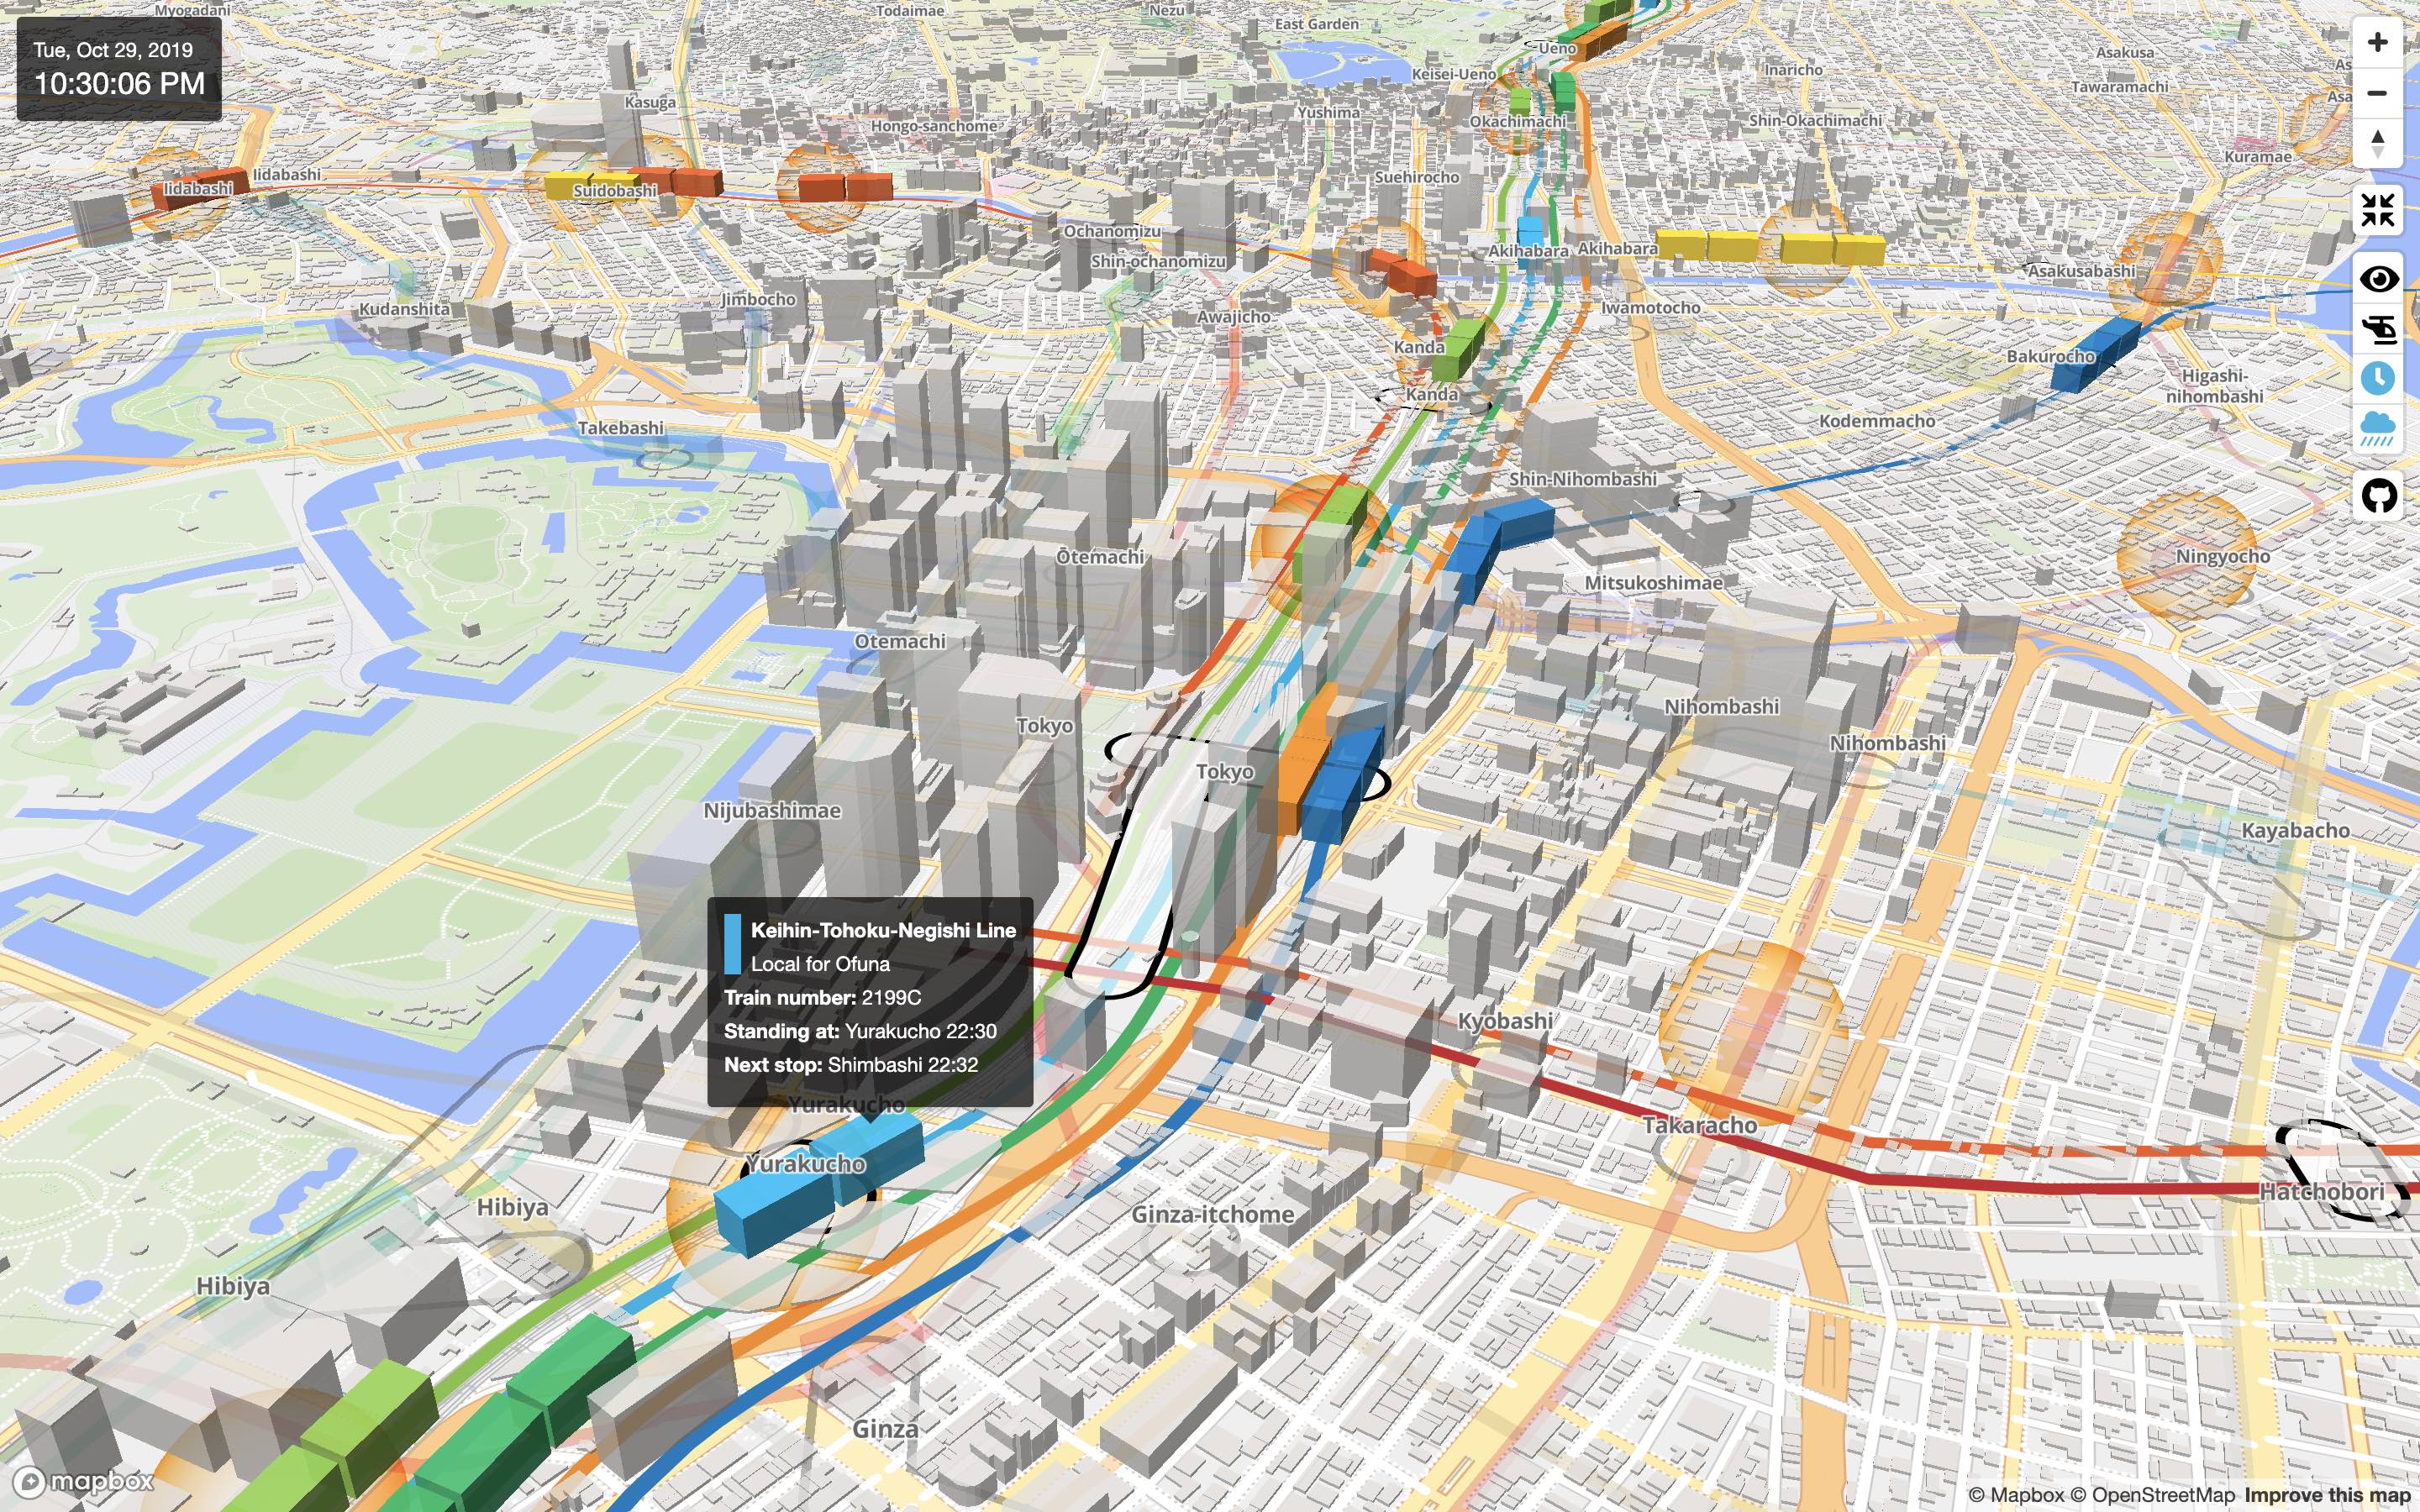 Tue, Oct 29, 2019
10:30:06 PM
Myogadani
Todaimae
Nezu
East Garden
Ueno
Asakusa
Keisei-Ueno
Inaricho
Tawaramachi
Kasuga
Yushima
Okachimachi
Shin-Okachimachi
Hongo-sanchome
Kuramae
Iidabashi
Iidabashi
Suidobashi
Suehirocho
Ochanomizu
Akihabara
Akihabara
Shin-ochanomizu
Asakusabashi
Kudanshita
Jimbocho
Awajicho
Iwamotocho
Kanda
Bakurocho
Higashi-
nihombashi
Kanda
Takebashi
Kodemmacho
Shin-Nihombashi
Otemachi
Ningyocho
Mitsukoshimae
Otemachi
Nihombashi
Tokyo
Nihombashi
Tokyo
Nijubashimae
Kayabacho
Keihin-Tohoku-Negishi Line
Local for Ofuna
Train number: 2199C
Standing at: Yurakucho 22:30
Next stop: Shimbashi 22:32
Kyobashi
Yurakucho
Takaracho
Yurakucho
Hatchobori
Hibiya
Ginza-itchome
Hibiya
Ginza
mapbox
© Mapbox © OpenStreetMap Improve this map